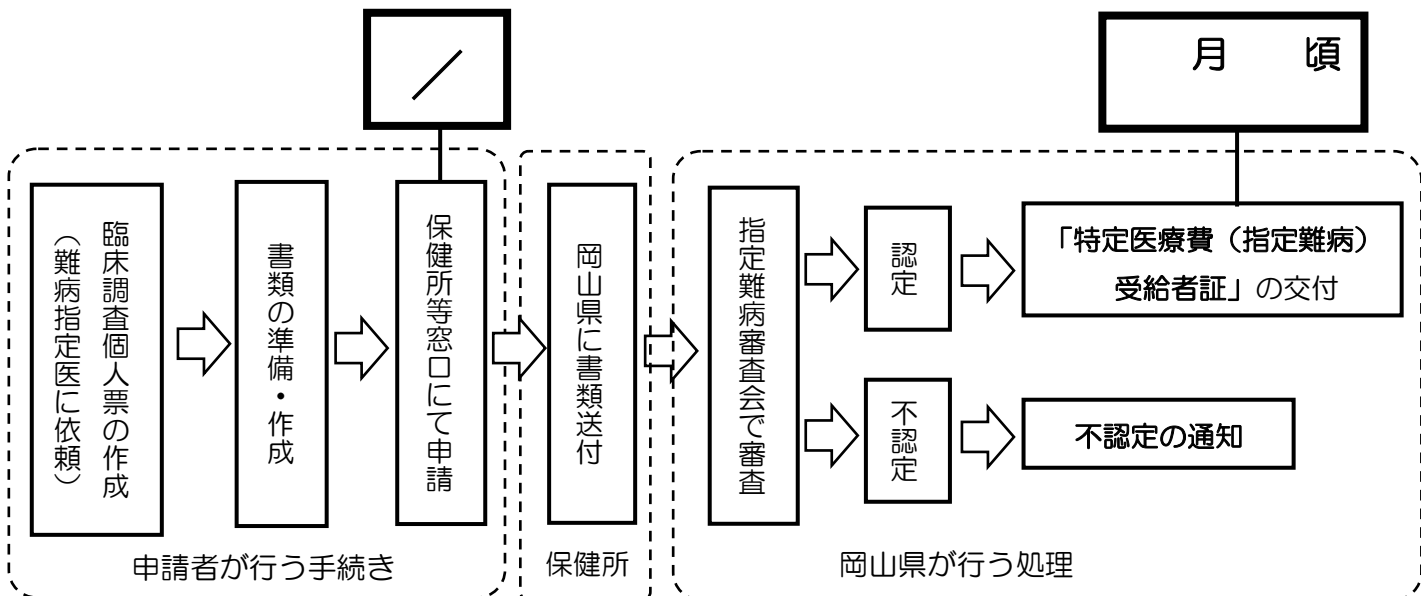 ／
月　頃
臨床調査個人票の作成
（難病指定医に依頼）
書類の準備・作成
保健所等窓口にて申請
岡山県に書類送付
指定難病審査会で審査
認定
「特定医療費（指定難病）
受給者証」の交付
不認定
不認定の通知
申請者が行う手続き
保健所
岡山県が行う処理